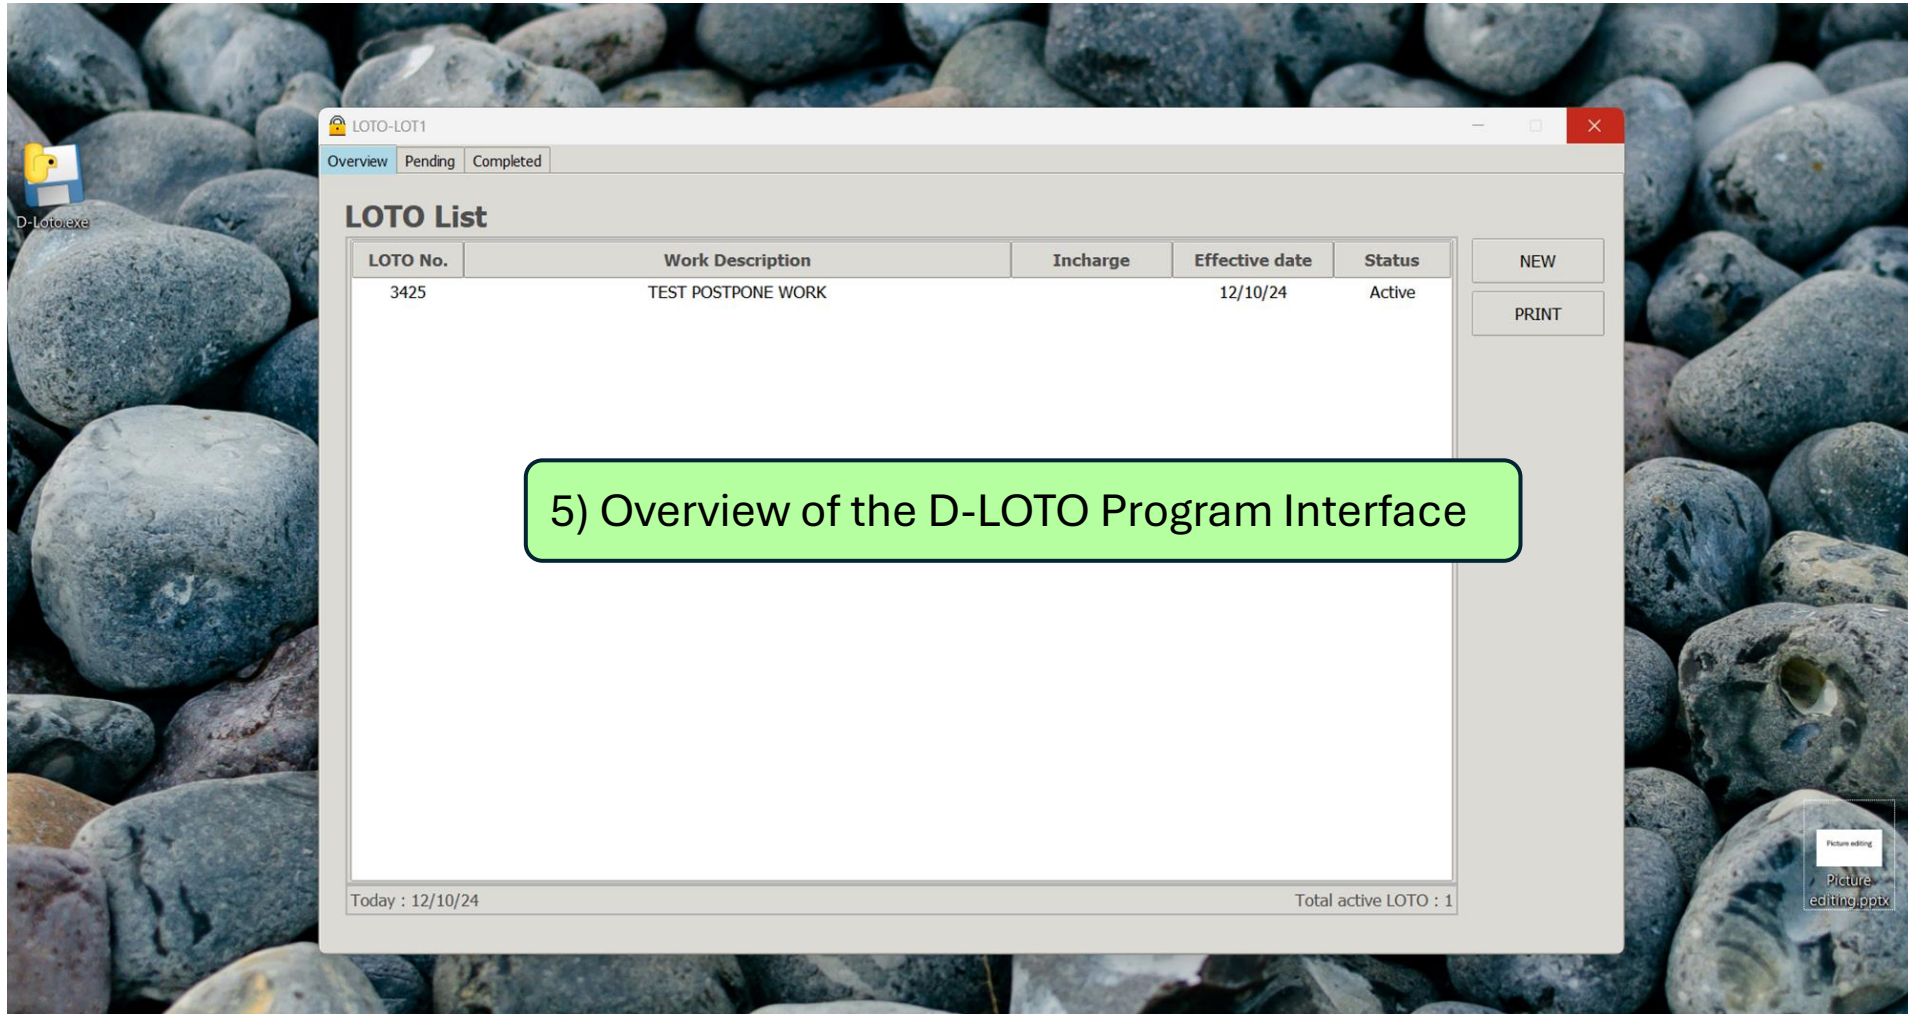 LOTO-LOT1
Overview Pending Completed
D-Loto.exe
LOTO List
LOTO No. Work Description Incharge Effective date Status
3425 TEST POSTPONE WORK 12/10/24 Active
NEW
PRINT
5) Overview of the D-LOTO Program Interface
Picture editing
Picture
editing.pptx
Today : 12/10/24 Total active LOTO : 1